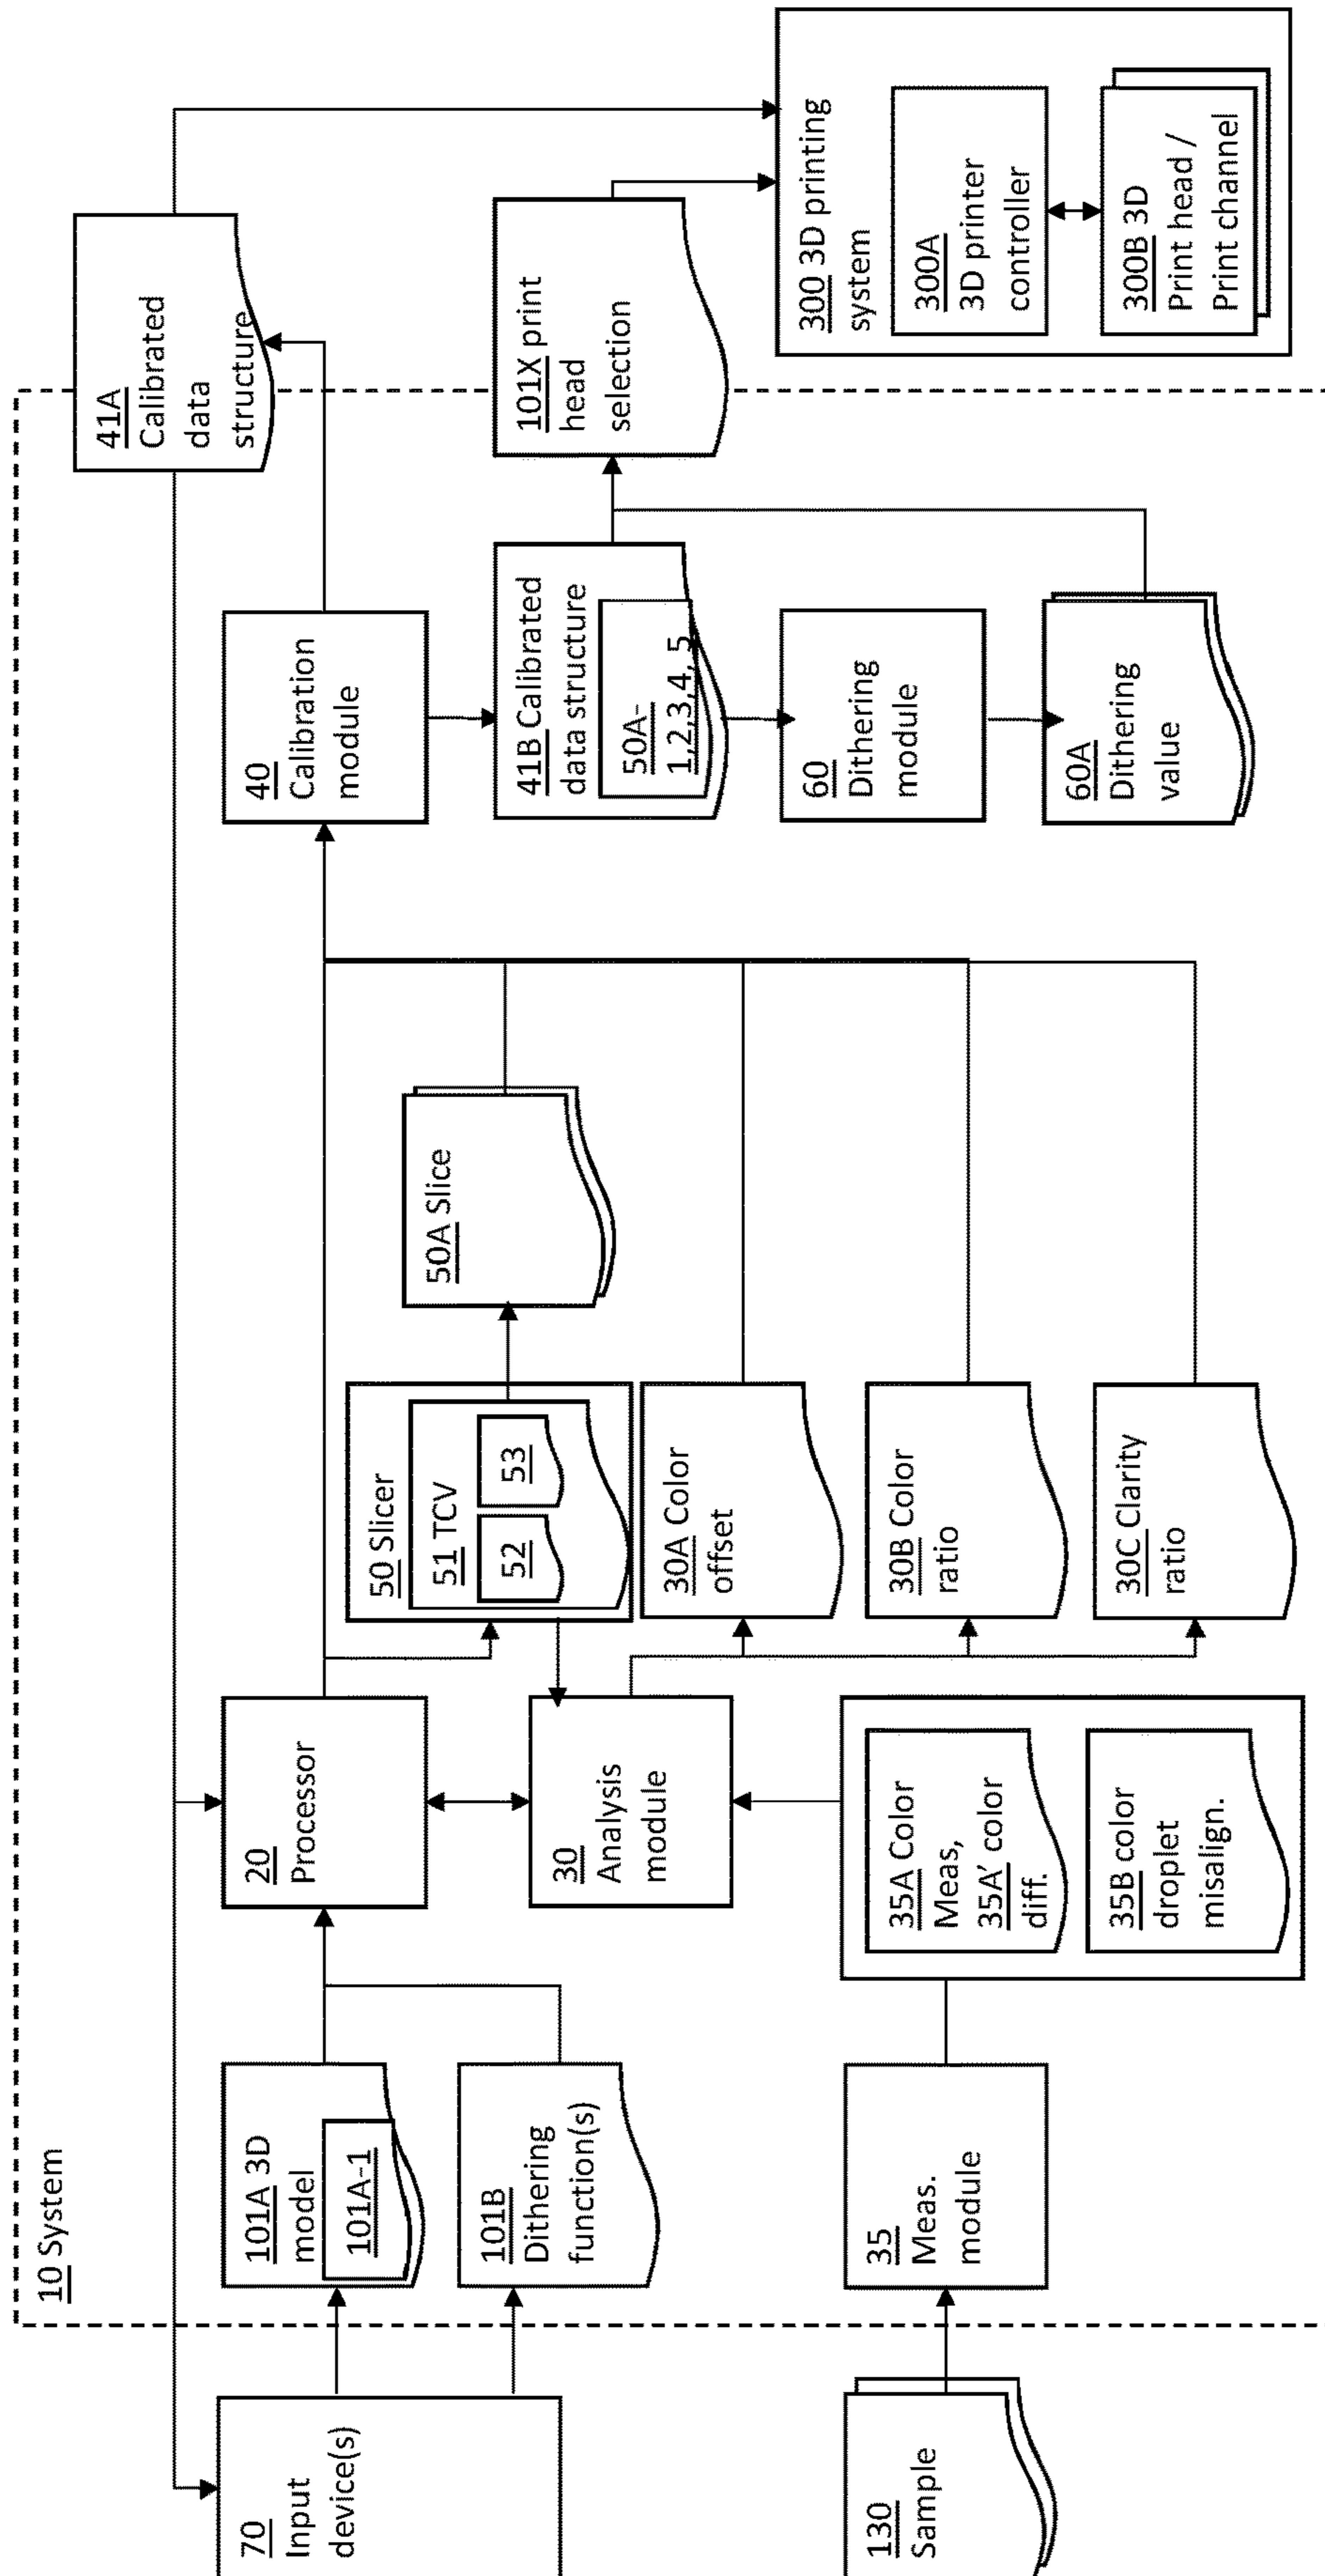 10 System
70
Input
device(s)
130
Sample
101A 3D
model
101A-1
101B
Dithering
function(s)
35
Meas.
module
20
Processor
30
Analysis
module
35A Color
Meas,
35A' color
diff.
35B color
droplet
misalign.
50 Slicer
51 TCV
52
53
50A Slice
30A Color
offset
30B Color
ratio
30C Clarity
ratio
40
Calibration
module
41B Calibrated
data structure
50A-
1,2,3,4, 5
60
Dithering
module
60A
Dithering
value
41A
Calibrated
data
structure
101X print
head
selection
300 3D printing
system
300A
3D printer
controller
300B 3D
Print head /
Print channel